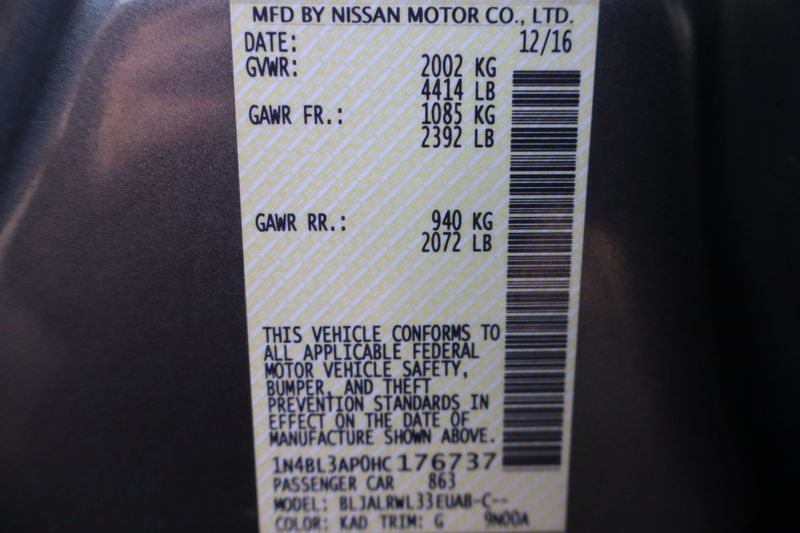 MFD BY NISSAN MOTOR CO., LTD.
DATE: 12/16
GVWR: 2002 KG
4414 LB
GAWR FR.: 1085 KG
2392 LB
GAWR RR.: 940 KG
2072 LB
THIS VEHICLE CONFORMS TO
ALL APPLICABLE FEDERAL
MOTOR VEHICLE SAFETY,
BUMPER, AND THEFT
PREVENTION STANDARDS IN
EFFECT ON THE DATE OF
MANUFACTURE SHOWN ABOVE.
1N4BL3AP0HC176737
PASSENGER CAR 863
MODEL: BLJALRWL33EUAB-C--
COLOR: KAD TRIM: G 9N00A